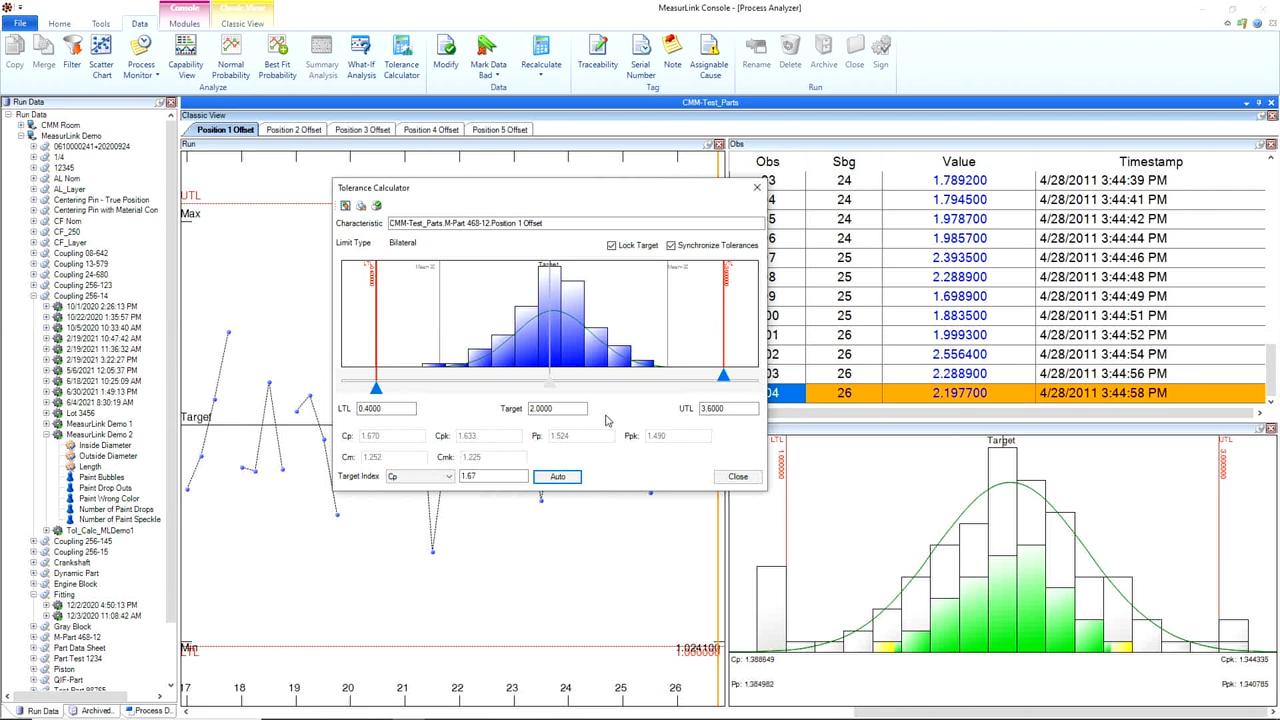 Console
Classic View
MeasurLink Console - [Process Analyzer]
File
Home
Tools
Data
Modules
Classic View
Copy
Merge
Filter
Scatter Chart
Process Monitor
Capability View
Normal Probability
Best Fit Probability
Summary Analysis
What-If Analysis
Tolerance Calculator
Modify
Mark Data Bad
Recalculate
Traceability
Serial Number
Note
Assignable Cause
Rename
Delete
Archive
Close
Sign
Analyze
Data
Tag
Run
Run Data
CMM-Test_Parts
Run Data
CMM Room
MeasurLink Demo
0610000241+20200924
1/4
12345
AL Nom
AL_Layer
Centering Pin - True Position
Centering Pin with Material Con
CF Nom
CF_250
CF_Layer
Coupling 08-642
Coupling 13-579
Coupling 24-680
Coupling 256-123
Coupling 256-14
10/1/2020 2:26:13 PM
10/22/2020 1:35:57 PM
10/5/2020 10:33:40 AM
2/19/2021 10:47:42 AM
2/19/2021 11:36:32 AM
2/19/2021 3:22:27 PM
5/6/2021 12:05:37 PM
6/18/2021 10:25:09 AM
6/30/2021 1:49:13 PM
6/4/2021 8:30:19 AM
Lot 3456
MeasurLink Demo 1
MeasurLink Demo 2
Inside Diameter
Outside Diameter
Length
Paint Bubbles
Paint Drop Outs
Paint Wrong Color
Number of Paint Drops
Number of Paint Speckle
Tol_Calc_MLDemo1
Coupling 256-145
Coupling 256-15
Crankshaft
Dynamic Part
Engine Block
Fitting
12/2/2020 4:50:13 PM
12/3/2020 11:08:42 AM
Gray Block
M-Part 468-12
Part Data Sheet
Part Test 1234
Piston
QIF-Part
Test Part 98765
Run Data
Archived..
Process D..
Classic View
Position 1 Offset
Position 2 Offset
Position 3 Offset
Position 4 Offset
Position 5 Offset
Run
UTL
Max
Target
Min
LTL
1.024100
17 18 19 20 21 22 23 24 25 26
Tolerance Calculator
Characteristic CMM-Test_Parts.M-Part 468-12.Position 1 Offset
Limit Type Bilateral
Lock Target
Synchronize Tolerances
Target
LTL 0.4000
Target 2.0000
UTL 3.6000
Cp: 1.670 Cpk: 1.633 Pp: 1.524 Ppk: 1.490
Cm: 1.252 Cmk: 1.225
Target Index Cp 1.67 Auto Close
Obs
Obs Sbg Value Timestamp
03 24 1.789200 4/28/2011 3:44:39 PM
24 1.794500 4/28/2011 3:44:41 PM
24 1.978700 4/28/2011 3:44:42 PM
24 1.985700 4/28/2011 3:44:44 PM
7 25 2.393500 4/28/2011 3:44:46 PM
25 2.288900 4/28/2011 3:44:48 PM
25 1.698900 4/28/2011 3:44:49 PM
00 25 1.883500 4/28/2011 3:44:51 PM
01 26 1.999300 4/28/2011 3:44:52 PM
02 26 2.556400 4/28/2011 3:44:54 PM
03 26 2.288900 4/28/2011 3:44:56 PM
04 26 2.197700 4/28/2011 3:44:58 PM
LTL
Target
UTL
Cp: 1.388649
Cpk: 1.344335
Pp: 1.384982
Ppk: 1.340785